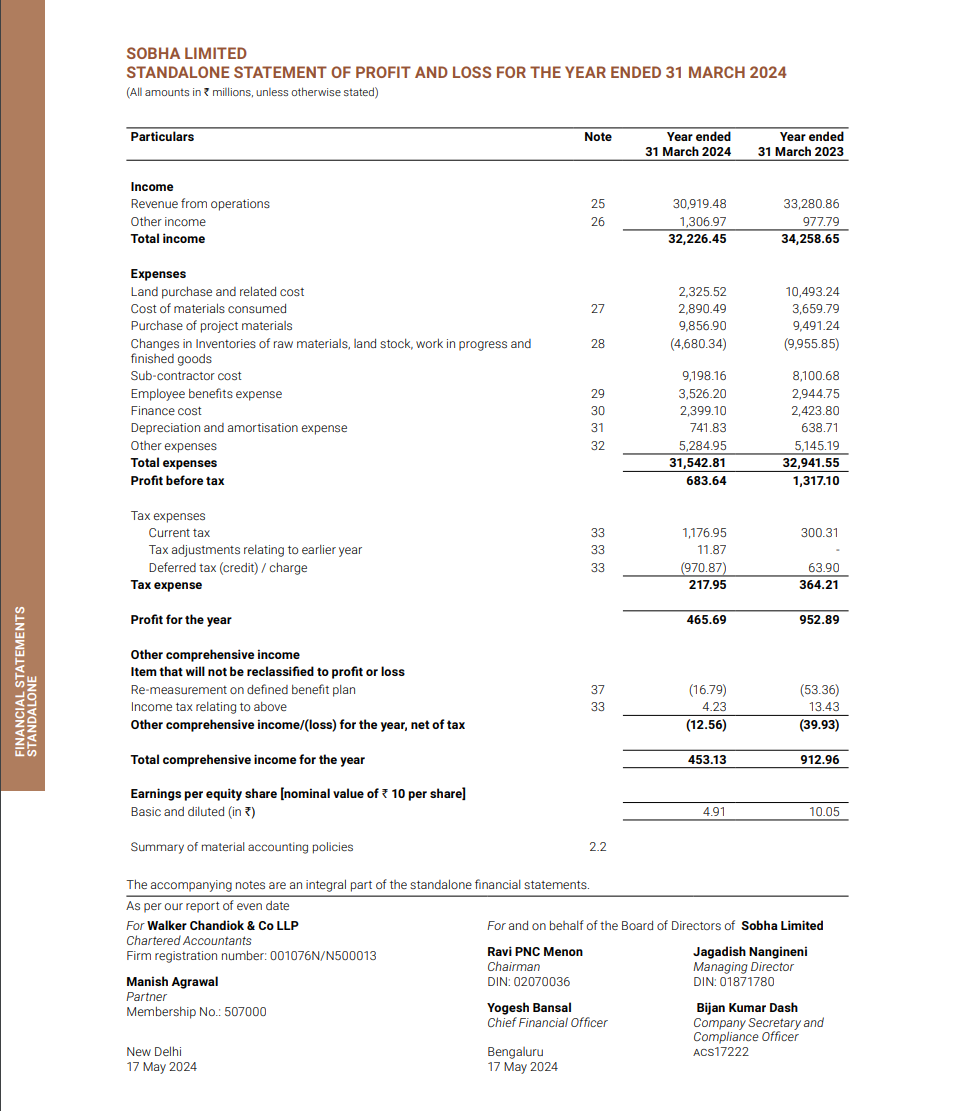 SOBHA LIMITED
STANDALONE STATEMENT OF PROFIT AND LOSS FOR THE YEAR ENDED 31 MARCH 2024
(All amounts in ₹ millions, unless otherwise stated)
Particulars Note Year ended 31 March 2024 Year ended 31 March 2023
Income
Revenue from operations 25 30,919.48 33,280.86
Other income 26 1,306.97 977.79
Total income 32,226.45 34,258.65
Expenses
Land purchase and related cost 2,325.52 10,493.24
Cost of materials consumed 27 2,890.49 3,659.79
Purchase of project materials 9,856.90 9,491.24
Changes in Inventories of raw materials, land stock, work in progress and 28 (4,680.34) (9,955.85)
finished goods
Sub-contractor cost 9,198.16 8,100.68
Employee benefits expense 29 3,526.20 2,944.75
Finance cost 30 2,399.10 2,423.80
Depreciation and amortisation expense 31 741.83 638.71
Other expenses 32 5,284.95 5,145.19
Total expenses 31,542.81 32,941.55
Profit before tax 683.64 1,317.10
Tax expenses
Current tax 33 1,176.95 300.31
Tax adjustments relating to earlier year 33 11.87 -
Deferred tax (credit) / charge 33 (970.87) 63.90
Tax expense 217.95 364.21
Profit for the year 465.69 952.89
Other comprehensive income
Item that will not be reclassified to profit or loss
Re-measurement on defined benefit plan 37 (16.79) (53.36)
Income tax relating to above 33 4.23 13.43
Other comprehensive income/(loss) for the year, net of tax (12.56) (39.93)
Total comprehensive income for the year 453.13 912.96
Earnings per equity share [nominal value of ₹ 10 per share]
Basic and diluted (in ₹) 4.91 10.05
Summary of material accounting policies 2.2
The accompanying notes are an integral part of the standalone financial statements.
As per our report of even date
For Walker Chandiok & Co LLP
Chartered Accountants
Firm registration number: 001076N/N500013
Manish Agrawal
Partner
Membership No.: 507000
New Delhi
17 May 2024
For and on behalf of the Board of Directors of Sobha Limited
Ravi PNC Menon
Chairman
DIN: 02070036
Jagadish Nangineni
Managing Director
DIN: 01871780
Yogesh Bansal
Chief Financial Officer
Bijan Kumar Dash
Company Secretary and
Compliance Officer
ACS17222
Bengaluru
17 May 2024
FINANCIAL STATEMENTS
STANDALONE